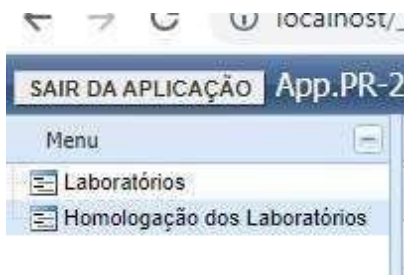 localhost/_
SAIR DA APLICAÇÃO App.PR-2
Menu
Laboratórios
Homologação dos Laboratórios